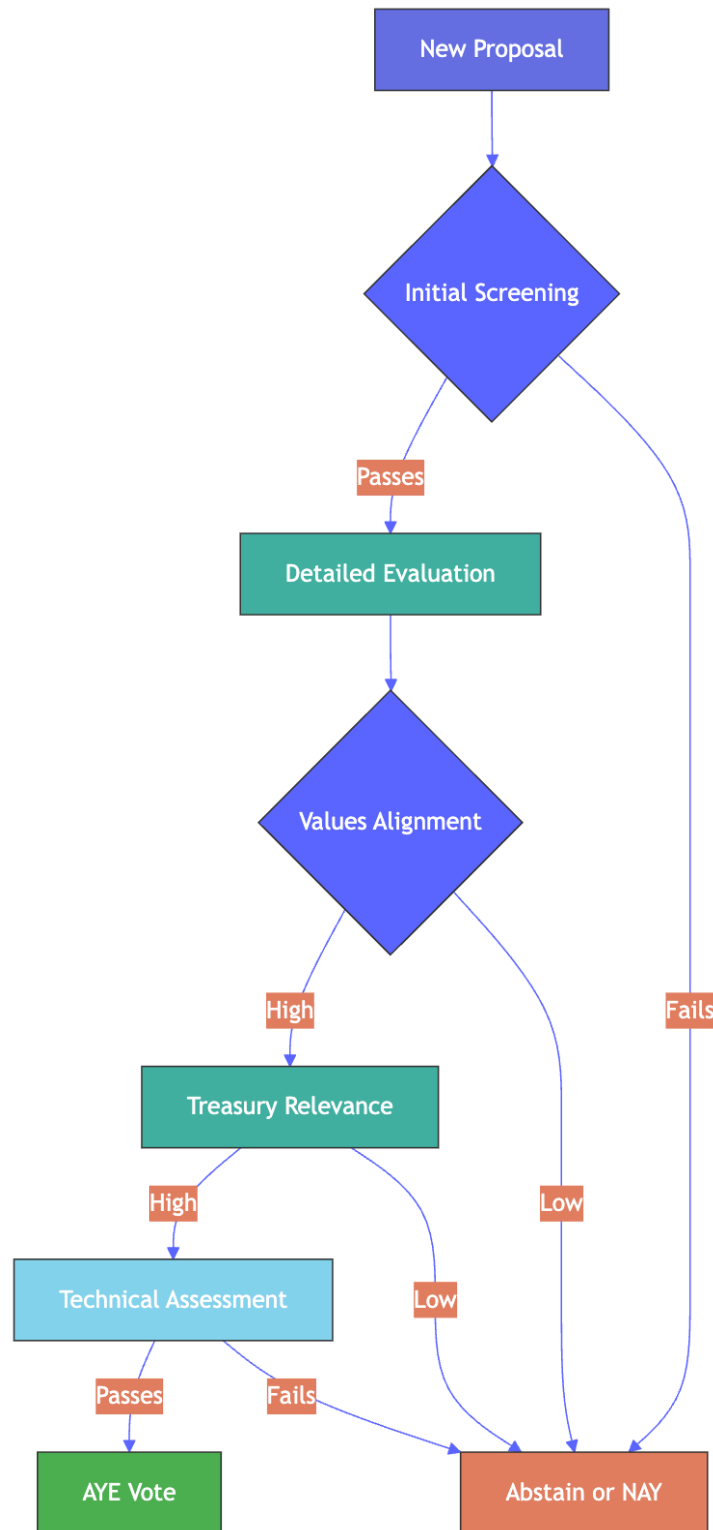 New Proposal
Initial Screening
Passes
Detailed Evaluation
Values Alignment
High
Fails
Treasury Relevance
High
Low
Technical Assessment
Low
Passes
Fails
AYE Vote
Abstain or NAY